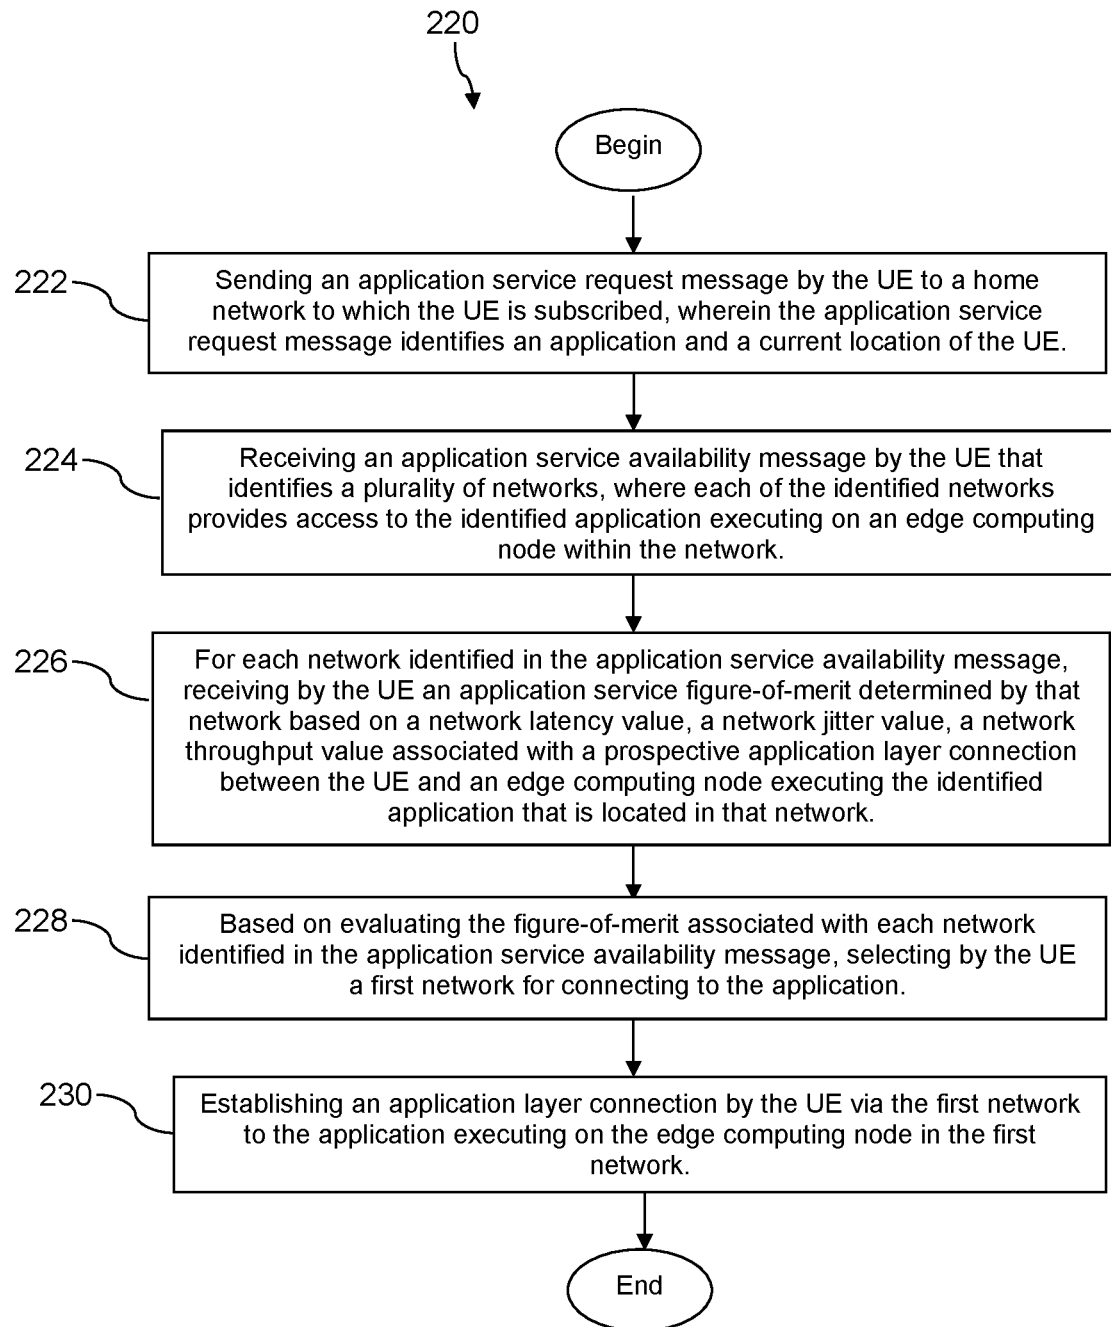 220
Begin
222
Sending an application service request message by the UE to a home
network to which the UE is subscribed, wherein the application service
request message identifies an application and a current location of the UE.
224
Receiving an application service availability message by the UE that
identifies a plurality of networks, where each of the identified networks
provides access to the identified application executing on an edge computing
node within the network.
226
For each network identified in the application service availability message,
receiving by the UE an application service figure-of-merit determined by that
network based on a network latency value, a network jitter value, a network
throughput value associated with a prospective application layer connection
between the UE and an edge computing node executing the identified
application that is located in that network.
228
Based on evaluating the figure-of-merit associated with each network
identified in the application service availability message, selecting by the UE
a first network for connecting to the application.
230
Establishing an application layer connection by the UE via the first network
to the application executing on the edge computing node in the first
network.
End